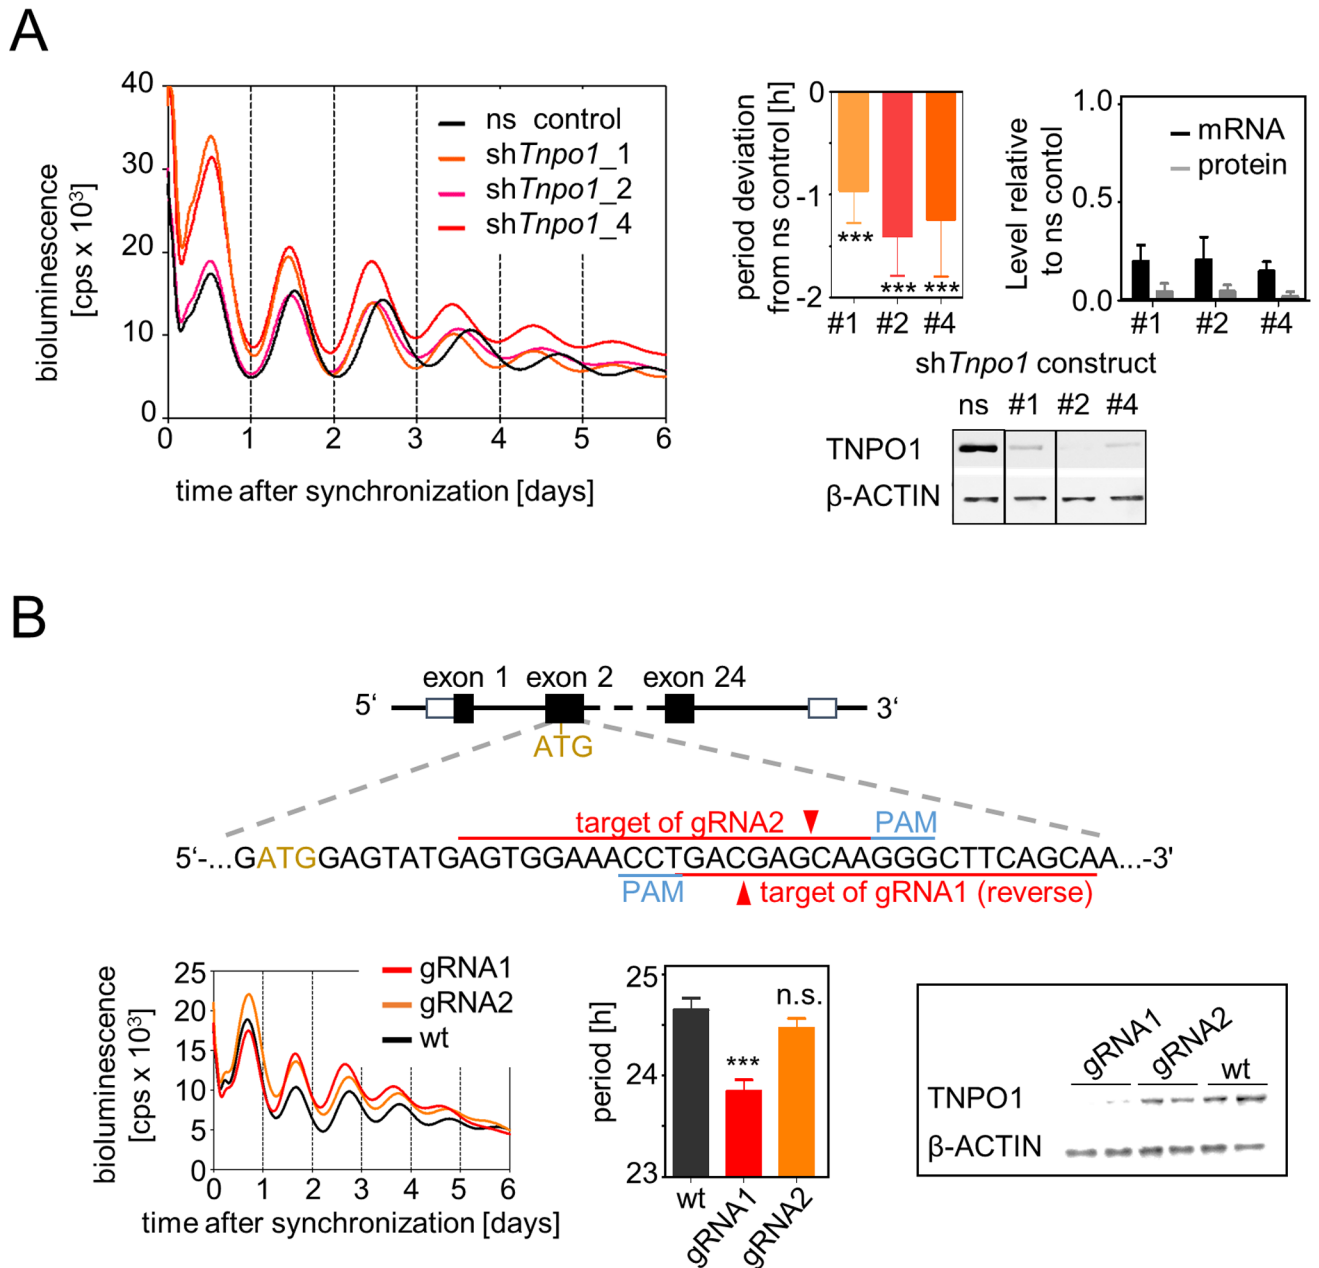 A
40
30
20
10
0
bioluminescence
[cps x 10³]
ns control
shTnpo1_1
shTnpo1_2
shTnpo1_4
0 1 2 3 4 5 6
time after synchronization [days]
period deviation
from ns control [h]
0
-1
-2
*** *** ***
#1 #2 #4
Level relative
to ns contol
1.0
0.5
0.0
mRNA
protein
#1 #2 #4
shTnpo1 construct
ns #1 #2 #4
TNPO1
β-ACTIN
B
exon 1 exon 2 exon 24
5‘ 3‘
ATG
target of gRNA2 PAM
5‘-...GATGGAGTATGAGTGGAAACCTGACGAGCAAGGGCTTCAGCAA...-3'
PAM target of gRNA1 (reverse)
bioluminescence
[cps x 10³]
25
20
15
10
5
0
gRNA1
gRNA2
wt
0 1 2 3 4 5 6
time after synchronization [days]
period [h]
25
24
23
***
n.s.
wt gRNA1 gRNA2
gRNA1 gRNA2 wt
TNPO1
β-ACTIN